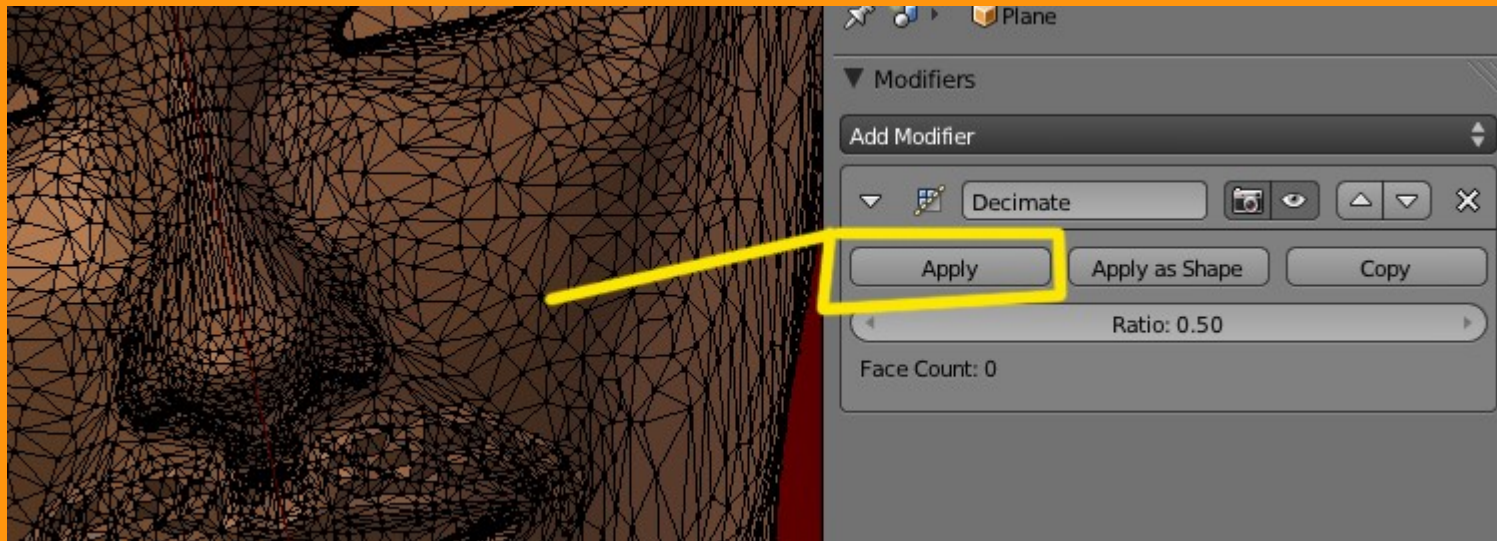 Plane
Modifiers
Add Modifier
Decimate
Apply Apply as Shape Copy
Ratio: 0.50
Face Count: 0